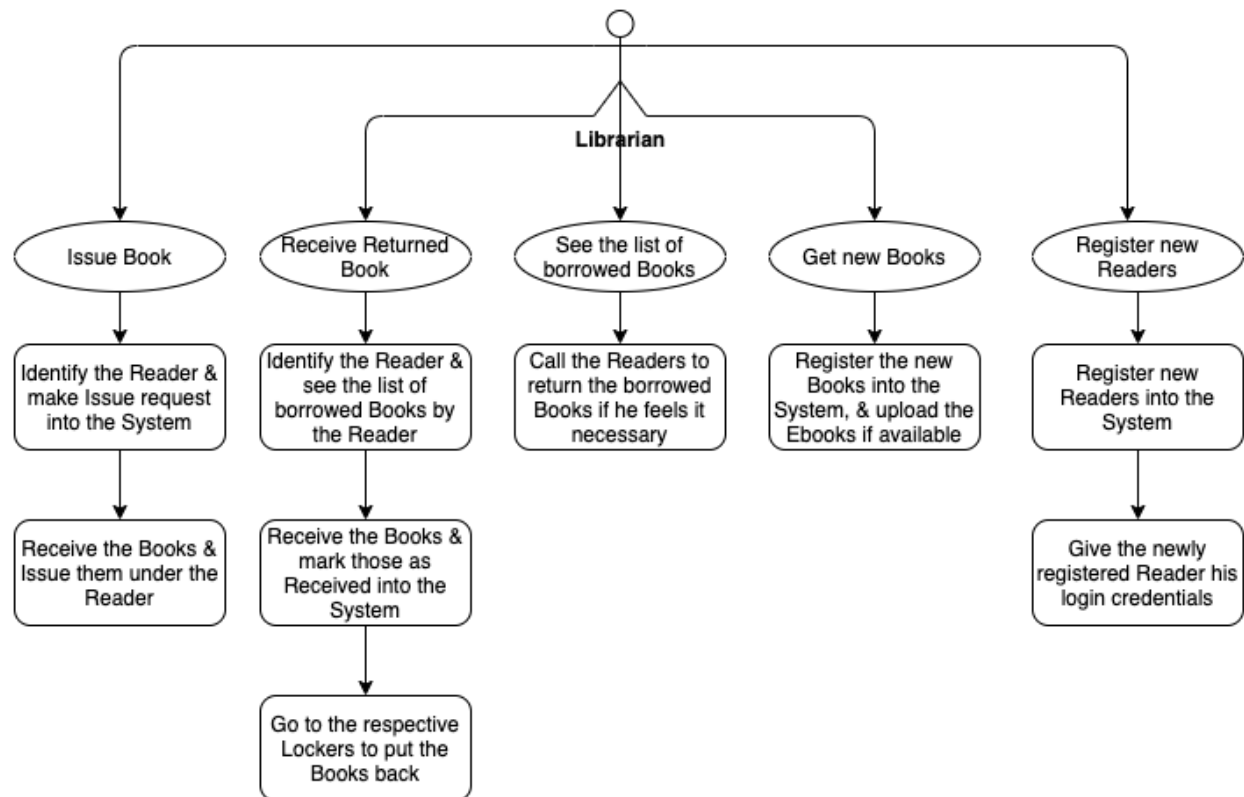 Librarian
Issue Book
Receive Returned
Book
See the list of
borrowed Books
Get new Books
Register new
Readers
Identify the Reader &
make Issue request
into the System
Identify the Reader &
see the list of
borrowed Books by
the Reader
Call the Readers to
return the borrowed
Books if he feels it
necessary
Register the new
Books into the
System, & upload the
Ebooks if available
Register new
Readers into the
System
Receive the Books &
Issue them under the
Reader
Receive the Books &
mark those as
Received into the
System
Give the newly
registered Reader his
login credentials
Go to the respective
Lockers to put the
Books back